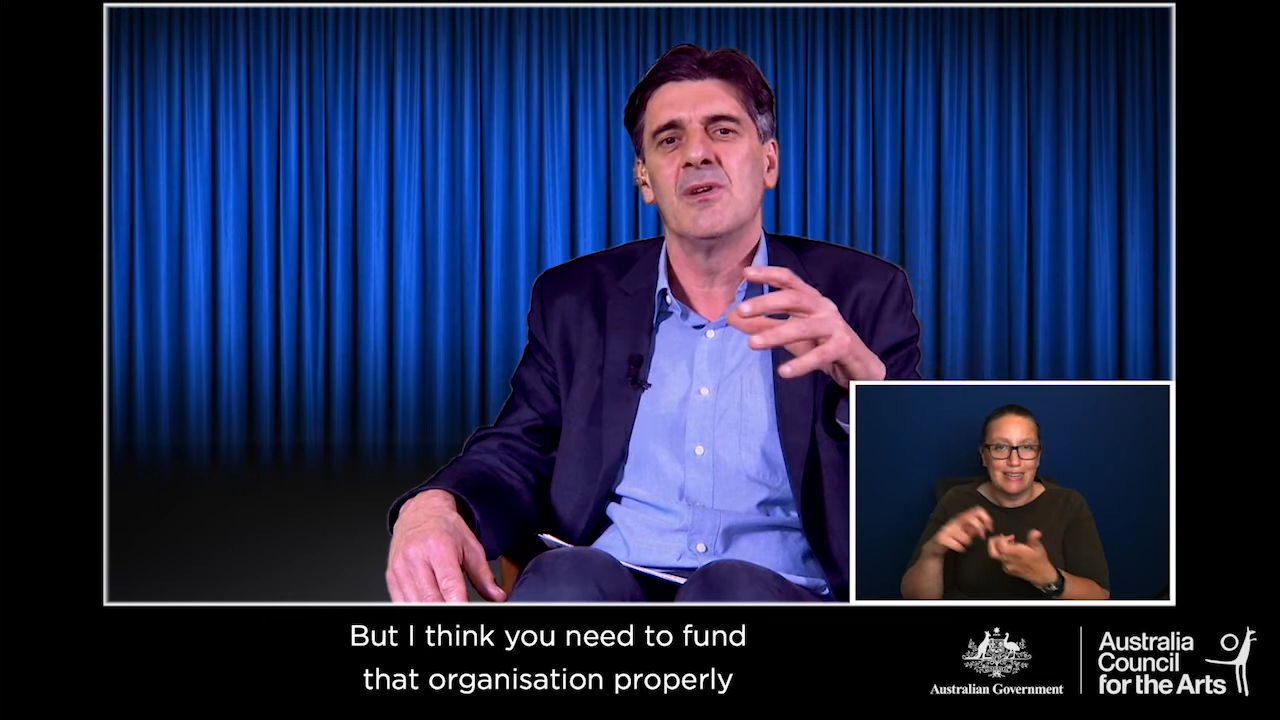 But I think you need to fund
that organisation properly
Australian Government
Australia
Council
for the Arts